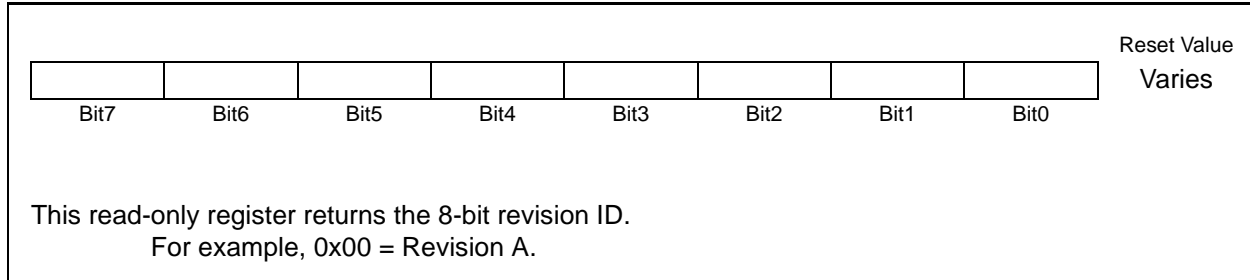 Reset Value
Varies
Bit7 Bit6 Bit5 Bit4 Bit3 Bit2 Bit1 Bit0
This read-only register returns the 8-bit revision ID.
For example, 0x00 = Revision A.